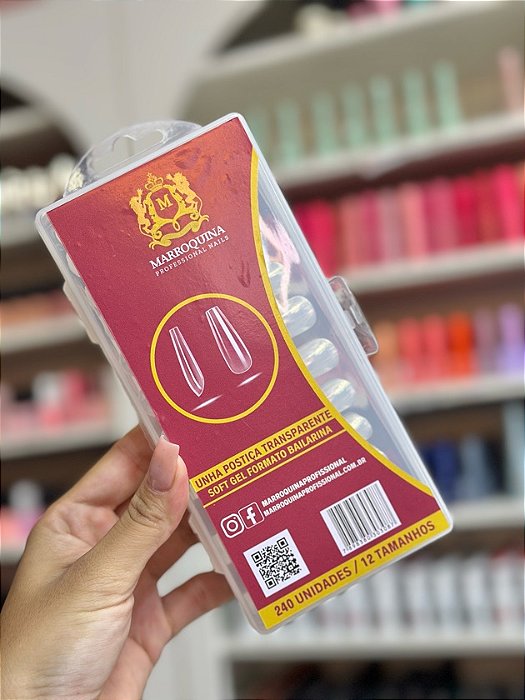 M
MARROQUINA
PROFESSIONAL NAILS
UNHA POSTIÇA TRANSPARENTE
SOFT GEL FORMATO BAILARINA
MARROQUINAPROFISSIONAL
MARROQUINAPROFISSIONAL.COM.BR
240 UNIDADES / 12 TAMANHOS